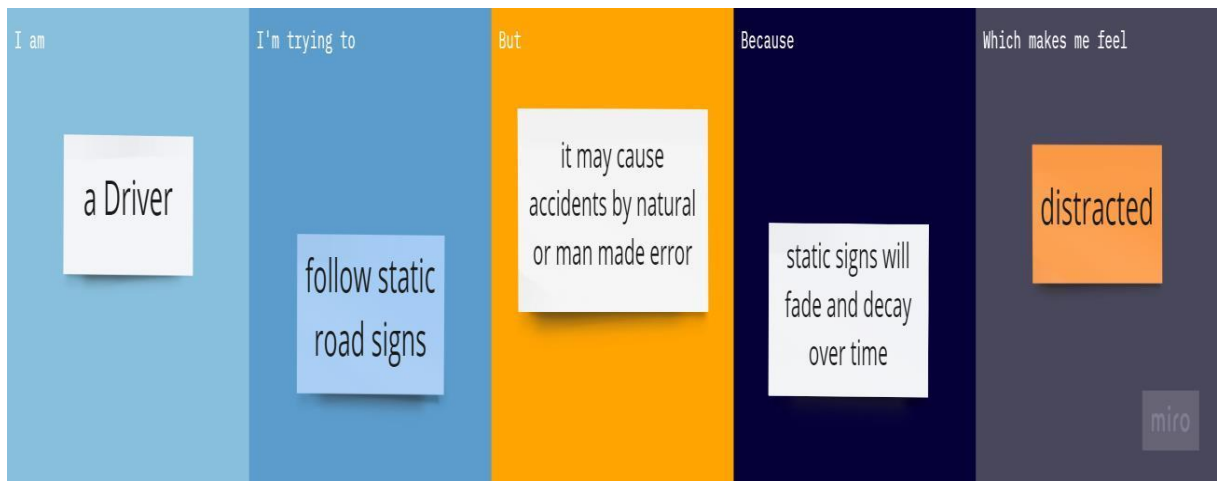 I am
a Driver
I'm trying to
follow static
road signs
But
it may cause
accidents by natural
or man made error
Because
static signs will
fade and decay
over time
Which makes me feel
distracted
miro